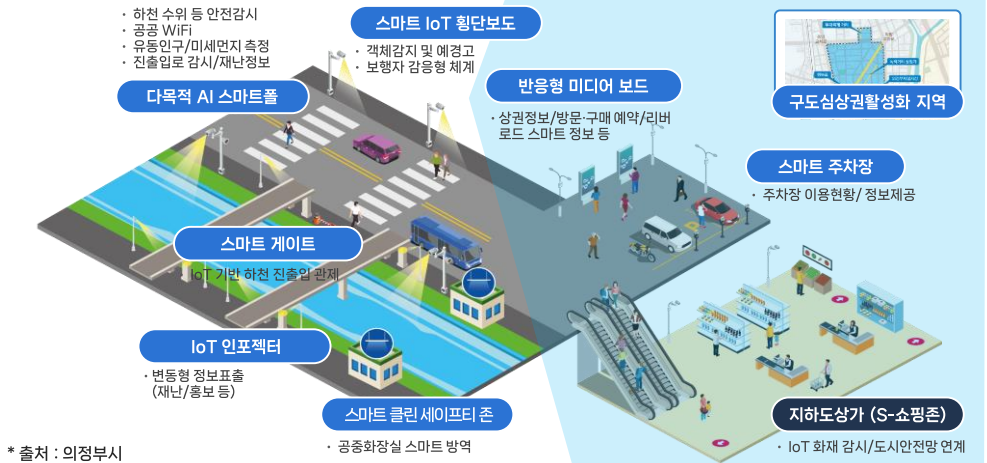 · 하천 수위 등 안전감시
· 공공 WiFi
· 유동인구/미세먼지 측정
· 진출입로 감시/재난정보
다목적 AI 스마트폴
스마트 IoT 횡단보도
· 객체감지 및 예경고
· 보행자 감응형 체계
반응형 미디어 보드
· 상권정보/방문·구매 예약/리버
로드 스마트 정보 등
구도심상권활성화 지역
스마트 주차장
· 주차장 이용현황/ 정보제공
스마트 게이트
IoT 기반 하천 진출입 관제
IoT 인포젝터
· 변동형 정보표출
(재난/홍보 등)
스마트 클린 세이프티 존
· 공중화장실 스마트 방역
지하도상가 (S-쇼핑존)
· IoT 화재 감시/도시안전망 연계
* 출처 : 의정부시